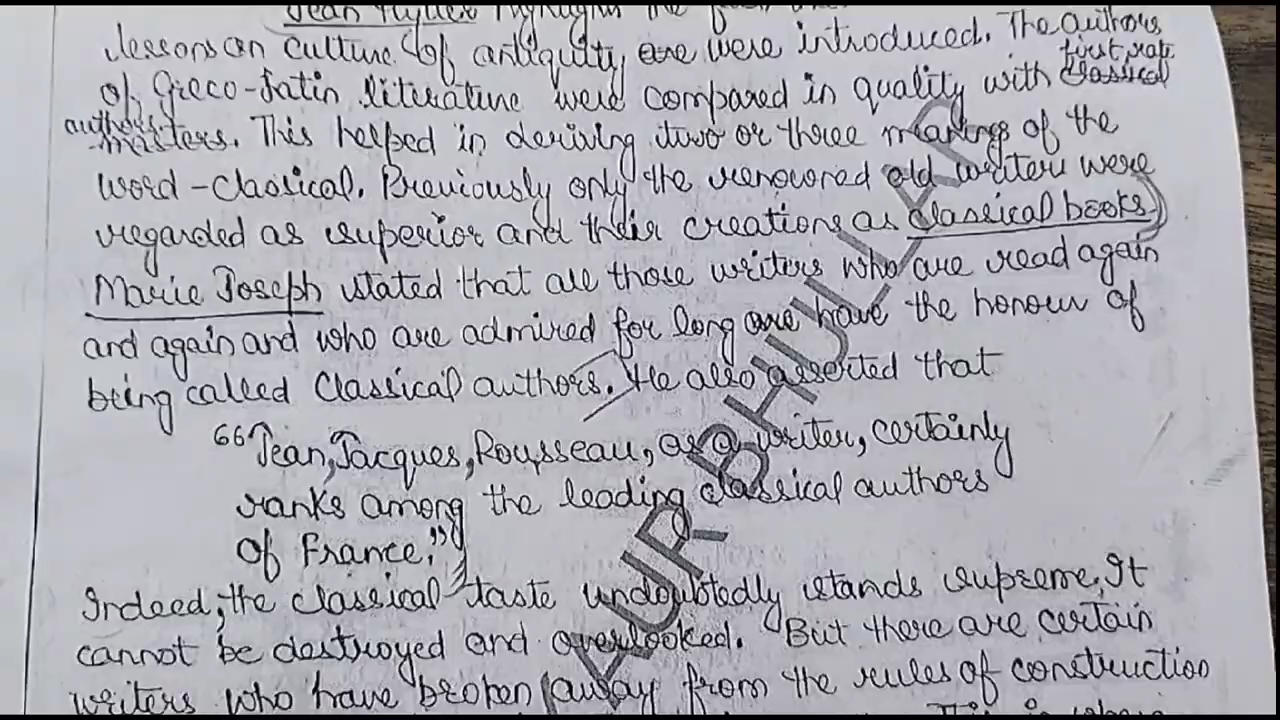 Jean highlights the
lessons on culture of antiquity are were introduced. The authors
of Greco-Latin literature were compared in quality with first rate classical
authors masters. This helped in deriving two or three meanings of the
word-classical. Previously only the renowned old writers were
regarded as superior and their creations as classical books.
Marie Joseph stated that all those writers who are read again
and again and who are admired for long are have the honour of
being called Classical authors. He also asserted that
"Jean, Jacques, Rousseau, as a writer, certainly
ranks among the leading classical authors
of France."
Indeed, the classical taste undoubtedly stands supreme, It
cannot be destroyed and overlooked. But there are certain
writers who have broken away from the rules of construction